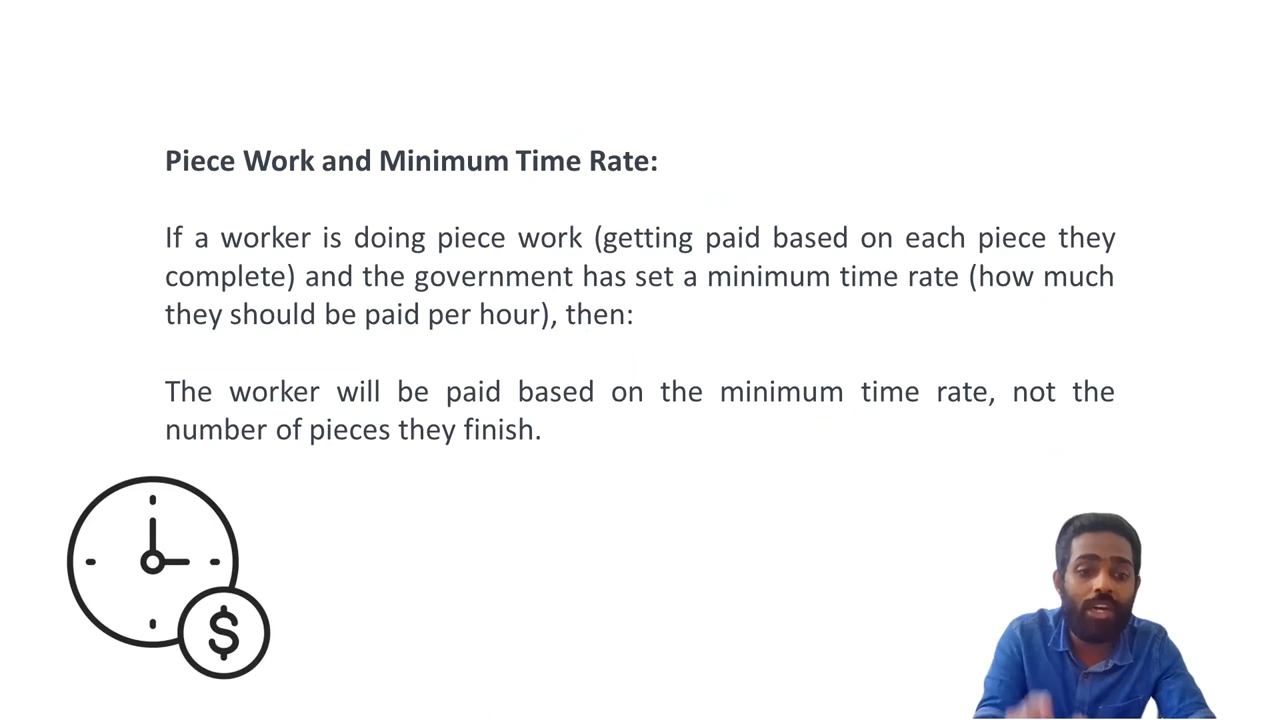 Piece Work and Minimum Time Rate:
If a worker is doing piece work (getting paid based on each piece they
complete) and the government has set a minimum time rate (how much
they should be paid per hour), then:
The worker will be paid based on the minimum time rate, not the
number of pieces they finish.
$